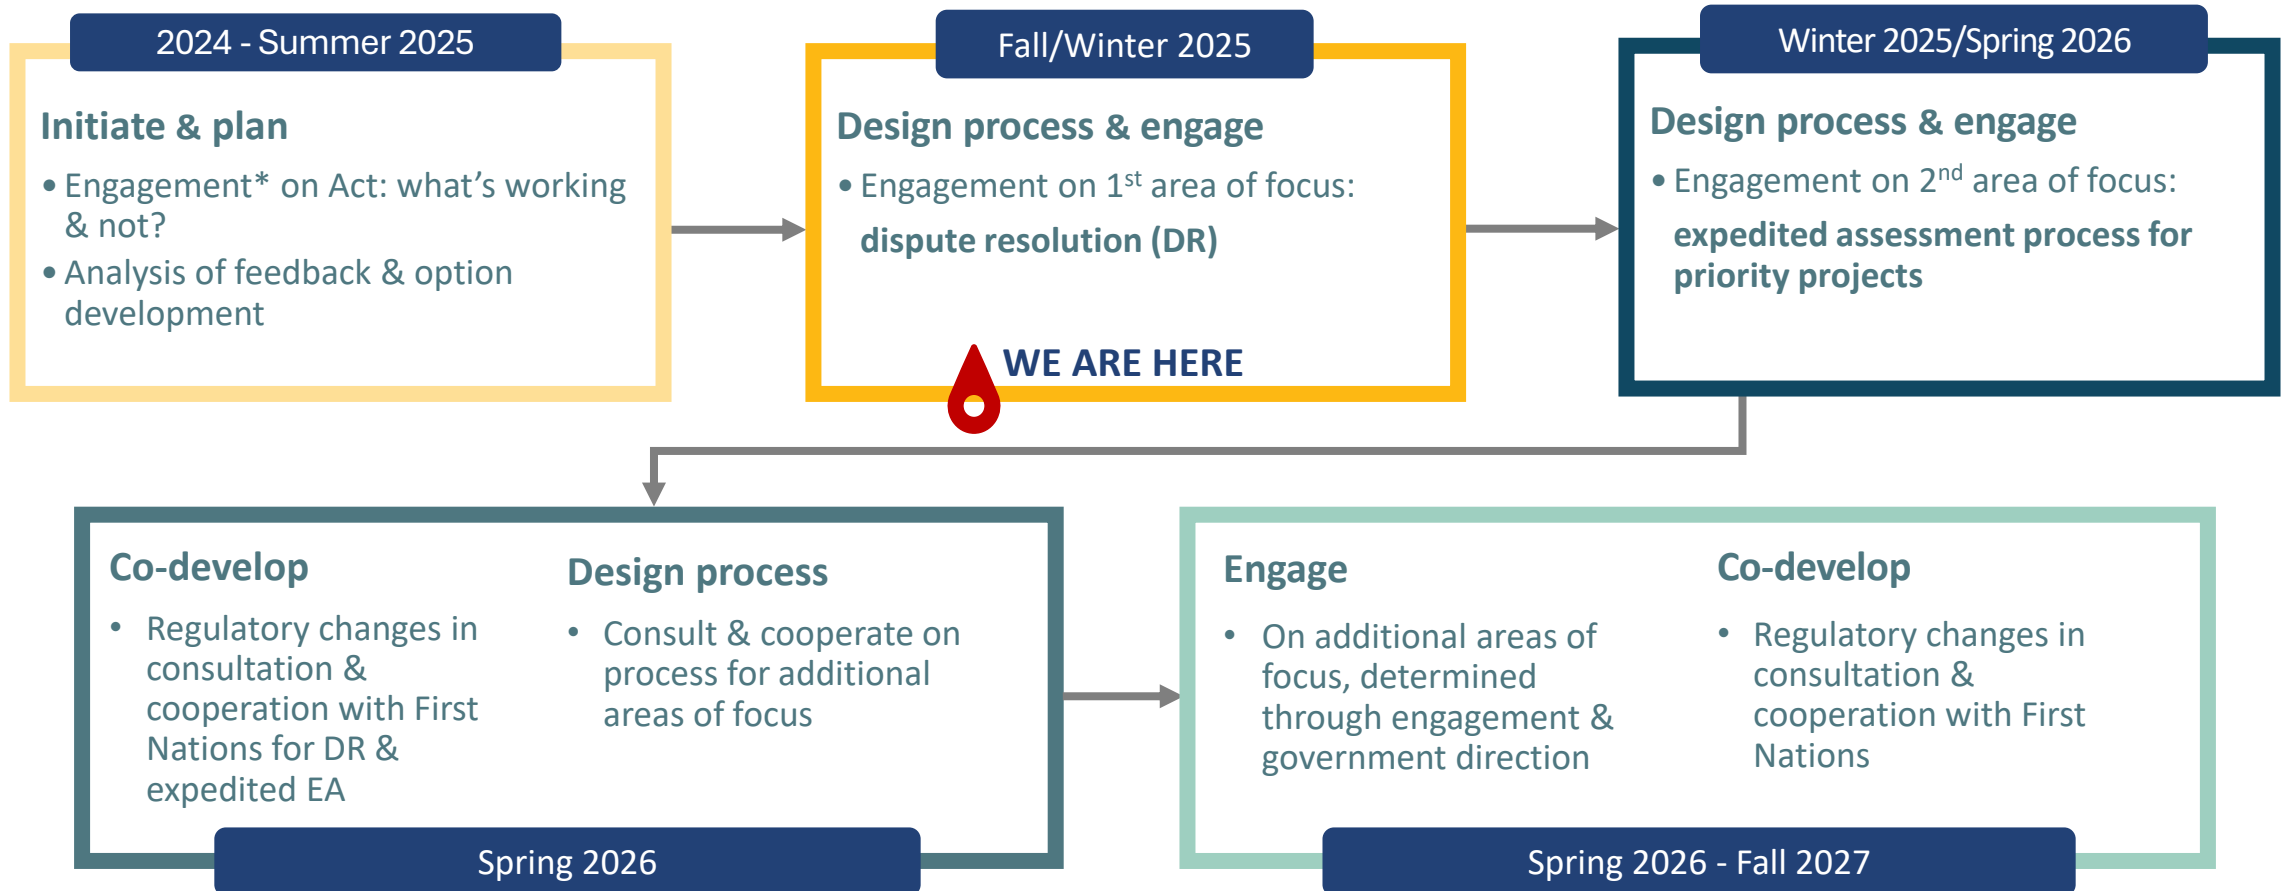 2024 - Summer 2025
Initiate & plan
• Engagement* on Act: what's working
& not?
• Analysis of feedback & option
development
Fall/Winter 2025
Design process & engage
• Engagement on 1st area of focus:
dispute resolution (DR)
WE ARE HERE
Winter 2025/Spring 2026
Design process & engage
• Engagement on 2nd area of focus:
expedited assessment process for
priority projects
Co-develop
• Regulatory changes in
consultation &
cooperation with First
Nations for DR &
expedited EA
Design process
• Consult & cooperate on
process for additional
areas of focus
Spring 2026
Engage
• On additional areas of
focus, determined
through engagement &
government direction
Co-develop
• Regulatory changes in
consultation &
cooperation with First
Nations
Spring 2026 - Fall 2027